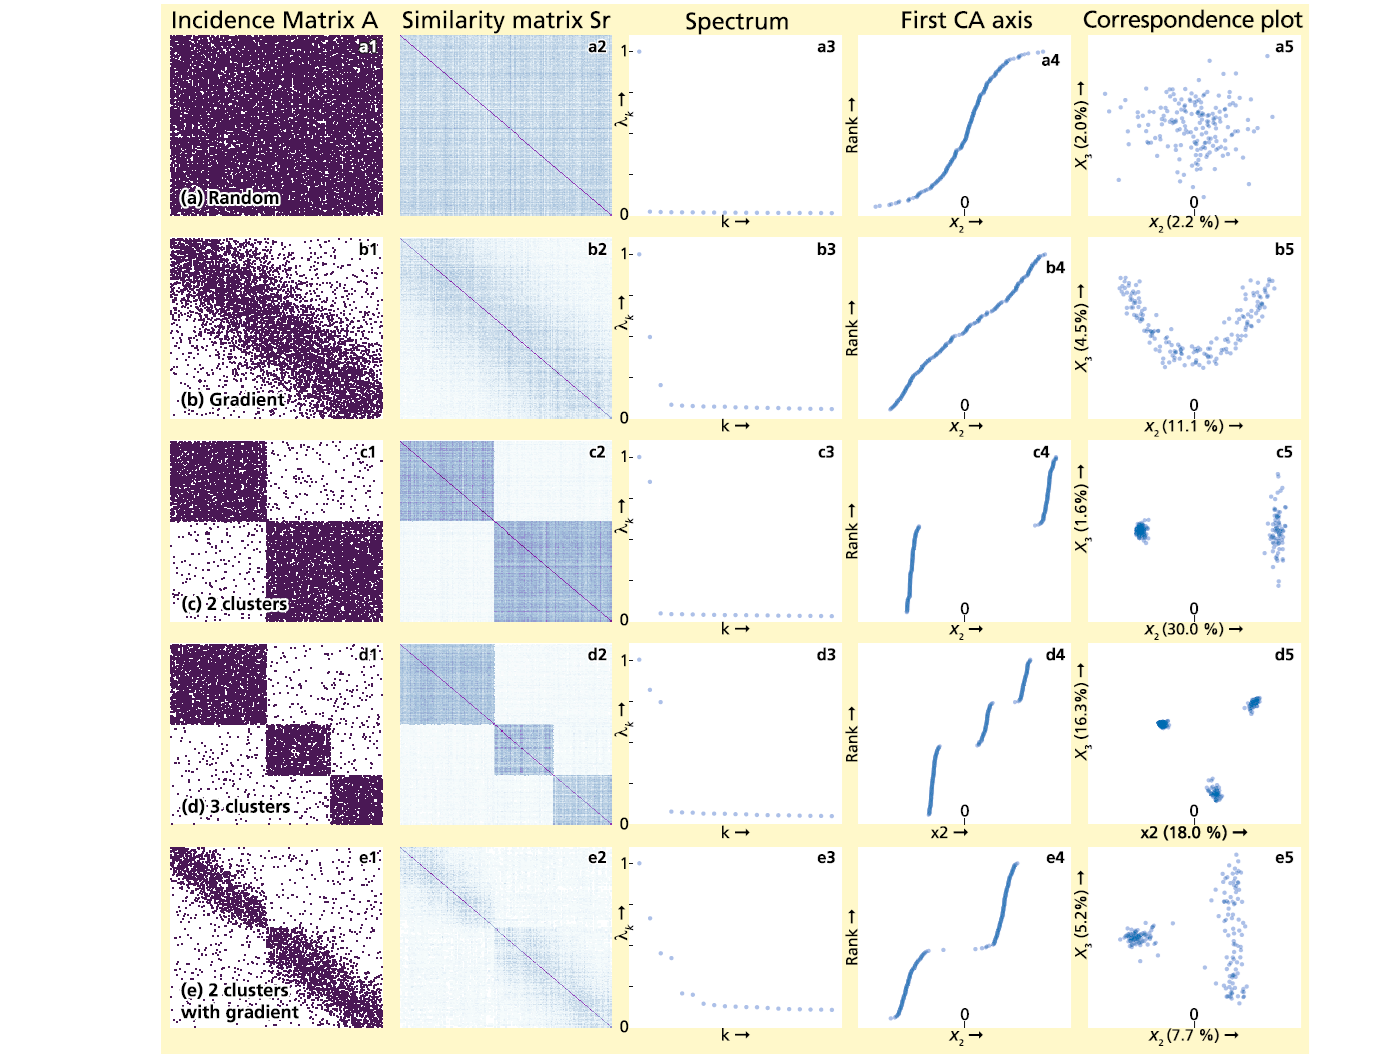 Incidence Matrix A Similarity matrix Sr Spectrum First CA axis Correspondence plot
a1 a2 a3 a4 a5
(a) Random
1
λk →
0
k →
Rank →
0
x2 →
X3 (2.0%) →
0
x2 (2.2 %) →
b1 b2 b3 b4 b5
(b) Gradient
1
λk →
0
k →
Rank →
0
x2 →
X3 (4.5%) →
0
x2 (11.1 %) →
c1 c2 c3 c4 c5
(c) 2 clusters
1
λk →
0
k →
Rank →
0
x2 →
X3 (1.6%) →
0
x2 (30.0 %) →
d1 d2 d3 d4 d5
(d) 3 clusters
1
λk →
0
k →
Rank →
0
x2 →
X3 (16.3%) →
0
x2 (18.0 %) →
e1 e2 e3 e4 e5
(e) 2 clusters
with gradient
1
λk →
0
k →
Rank →
0
x2 →
X3 (5.2%) →
0
x2 (7.7 %) →